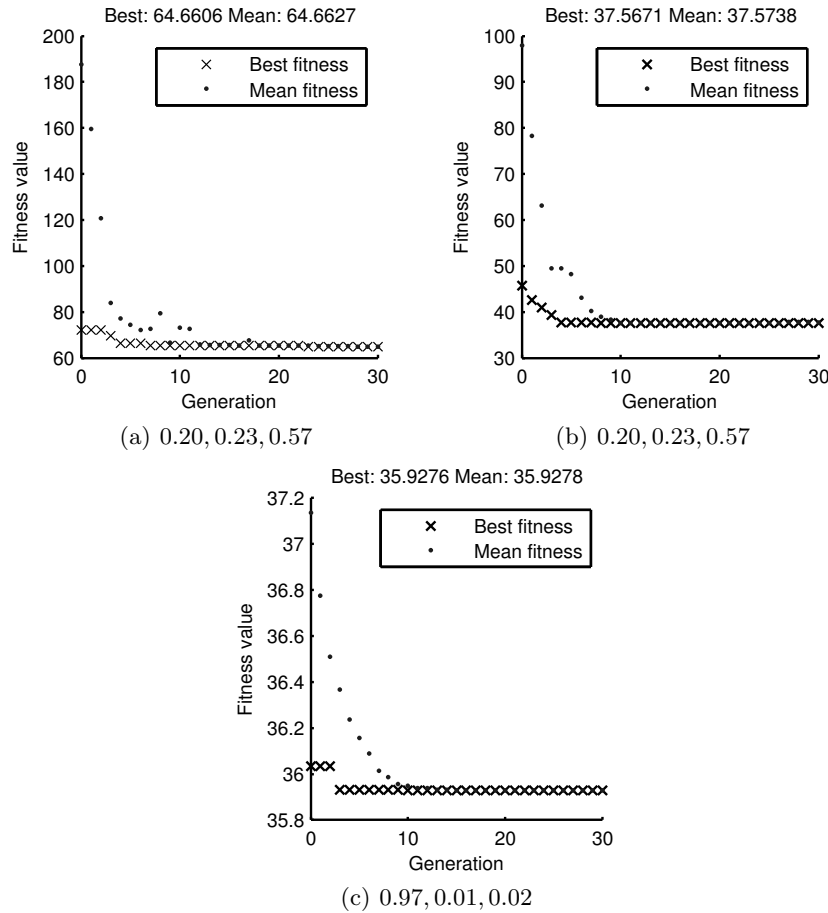 Best: 64.6606 Mean: 64.6627
200
180
160
140
120
100
80
60
0
10
20
30
Fitness value
Generation
Best fitness
Mean fitness
(a) 0.20, 0.23, 0.57
Best: 37.5671 Mean: 37.5738
100
90
80
70
60
50
40
30
0
10
20
30
Fitness value
Generation
Best fitness
Mean fitness
(b) 0.20, 0.23, 0.57
Best: 35.9276 Mean: 35.9278
37.2
37
36.8
36.6
36.4
36.2
36
35.8
0
10
20
30
Fitness value
Generation
Best fitness
Mean fitness
(c) 0.97, 0.01, 0.02